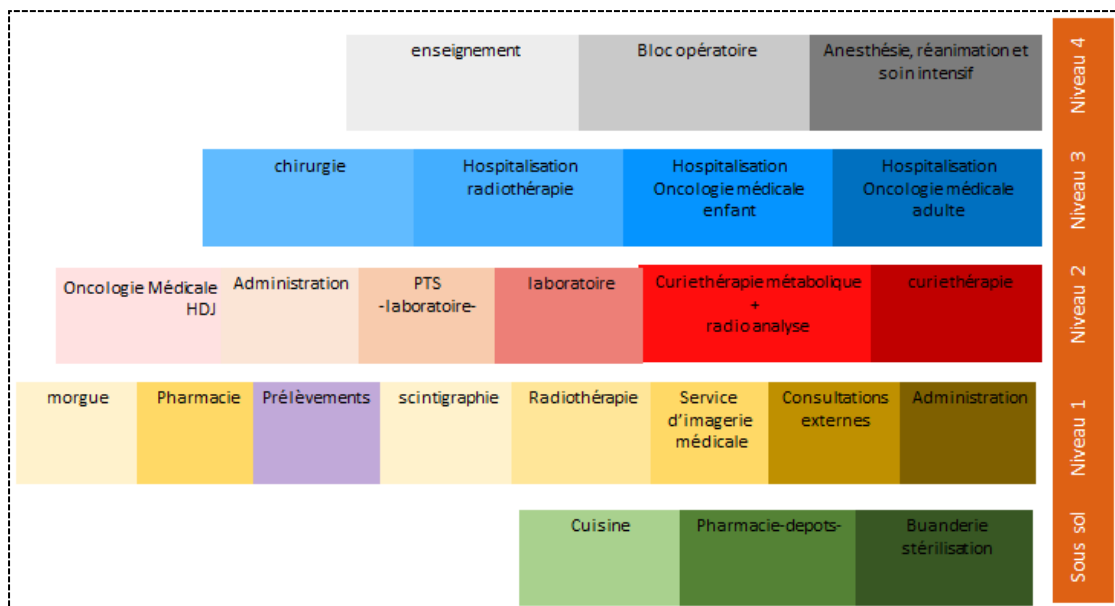 enseignement
Bloc opératoire
Anesthésie, réanimation et
soin intensif
Niveau 4
chirurgie
Hospitalisation
radiothérapie
Hospitalisation
Oncologie médicale
enfant
Hospitalisation
Oncologie médicale
adulte
Niveau 3
Oncologie Médicale
HDJ
Administration
PTS
-laboratoire-
laboratoire
Curiethérapie métabolique
+
radio analyse
curiethérapie
Niveau 2
morgue
Pharmacie
Prélèvements
scintigraphie
Radiothérapie
Service
d'imagerie
médicale
Consultations
externes
Administration
Niveau 1
Cuisine
Pharmacie-depots-
Buanderie
stérilisation
Sous sol